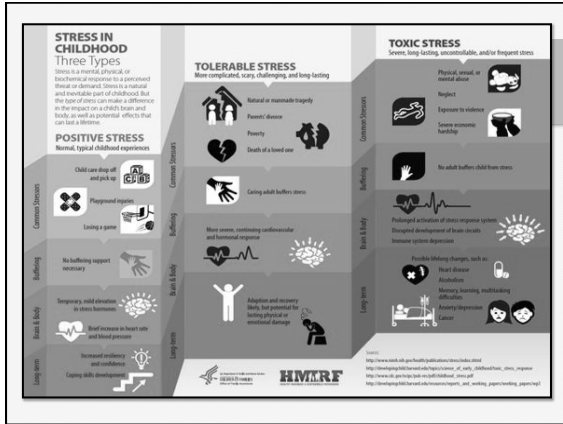 STRESS IN
CHILDHOOD
Three Types
Stress is a mental, physical, or
biochemical response to a perceived
threat or demand. Stress is a natural
and inevitable part of childhood. But
the type of stress can make a difference
in the impact on a child's brain and
body, as well as potential effects that
can last a lifetime.
POSITIVE STRESS
Normal, typical childhood experiences
Common Stressors
Child care drop off
and pick up
A
C B
Playground injuries
Losing a game
Buffering
No buffering support
necessary
Brain & Body
Temporary, mild elevation
in stress hormones
Brief increase in heart rate
and blood pressure
Long-term
Increased resiliency
and confidence
Coping skills development
TOLERABLE STRESS
More complicated, scary, challenging, and long-lasting
Common Stressors
Natural or manmade tragedy
Parents' divorce
Poverty
Death of a loved one
Buffering
Caring adult buffers stress
Brain & Body
More severe, continuing cardiovascular
and hormonal response
Long-term
Adaption and recovery
likely, but potential for
lasting physical or
emotional damage
HMRF
TOXIC STRESS
Severe, long-lasting, uncontrollable, and/or frequent stress
Common Stressors
Physical, sexual, or
mental abuse
Neglect
Exposure to violence
Severe economic
hardship
Buffering
No adult buffers child from stress
Brain & Body
Prolonged activation of stress response system
Disrupted development of brain circuits
Immune system depression
Long-term
Possible lifelong changes, such as:
Heart disease
Alcoholism
Memory, learning, multitasking
difficulties
Anxiety/depression
Cancer